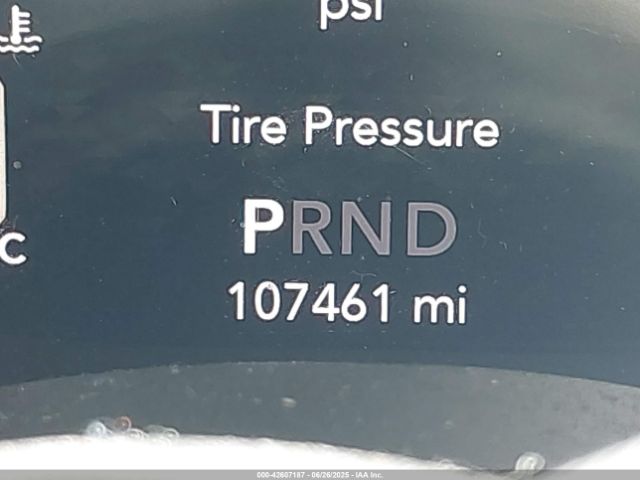 psi
Tire Pressure
PRND
C
107461 mi
000-42607187 - 06/26/2025 - IAA Inc.